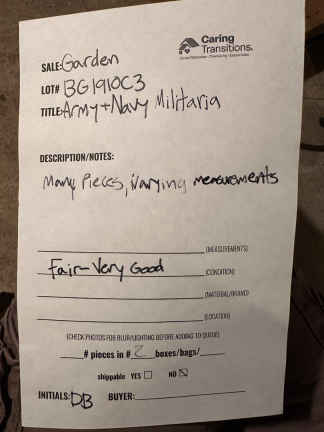 Caring
Transitions.
SALE: Garden
LOT# BG1910C3
TITLE: Army + Navy Militaria
DESCRIPTION/NOTES:
Many Pieces, Varying measurements
(MEASUREMENTS)
Fair - Very Good (CONDITION)
(MATERIAL/BRAND)
(LOCATION)
(CHECK PHOTOS FOR BLUR/LIGHTING BEFORE ADDING TO QUEUE)
# pieces in # 2 boxes/bags/
shippable YES NO
INITIALS: DB BUYER: